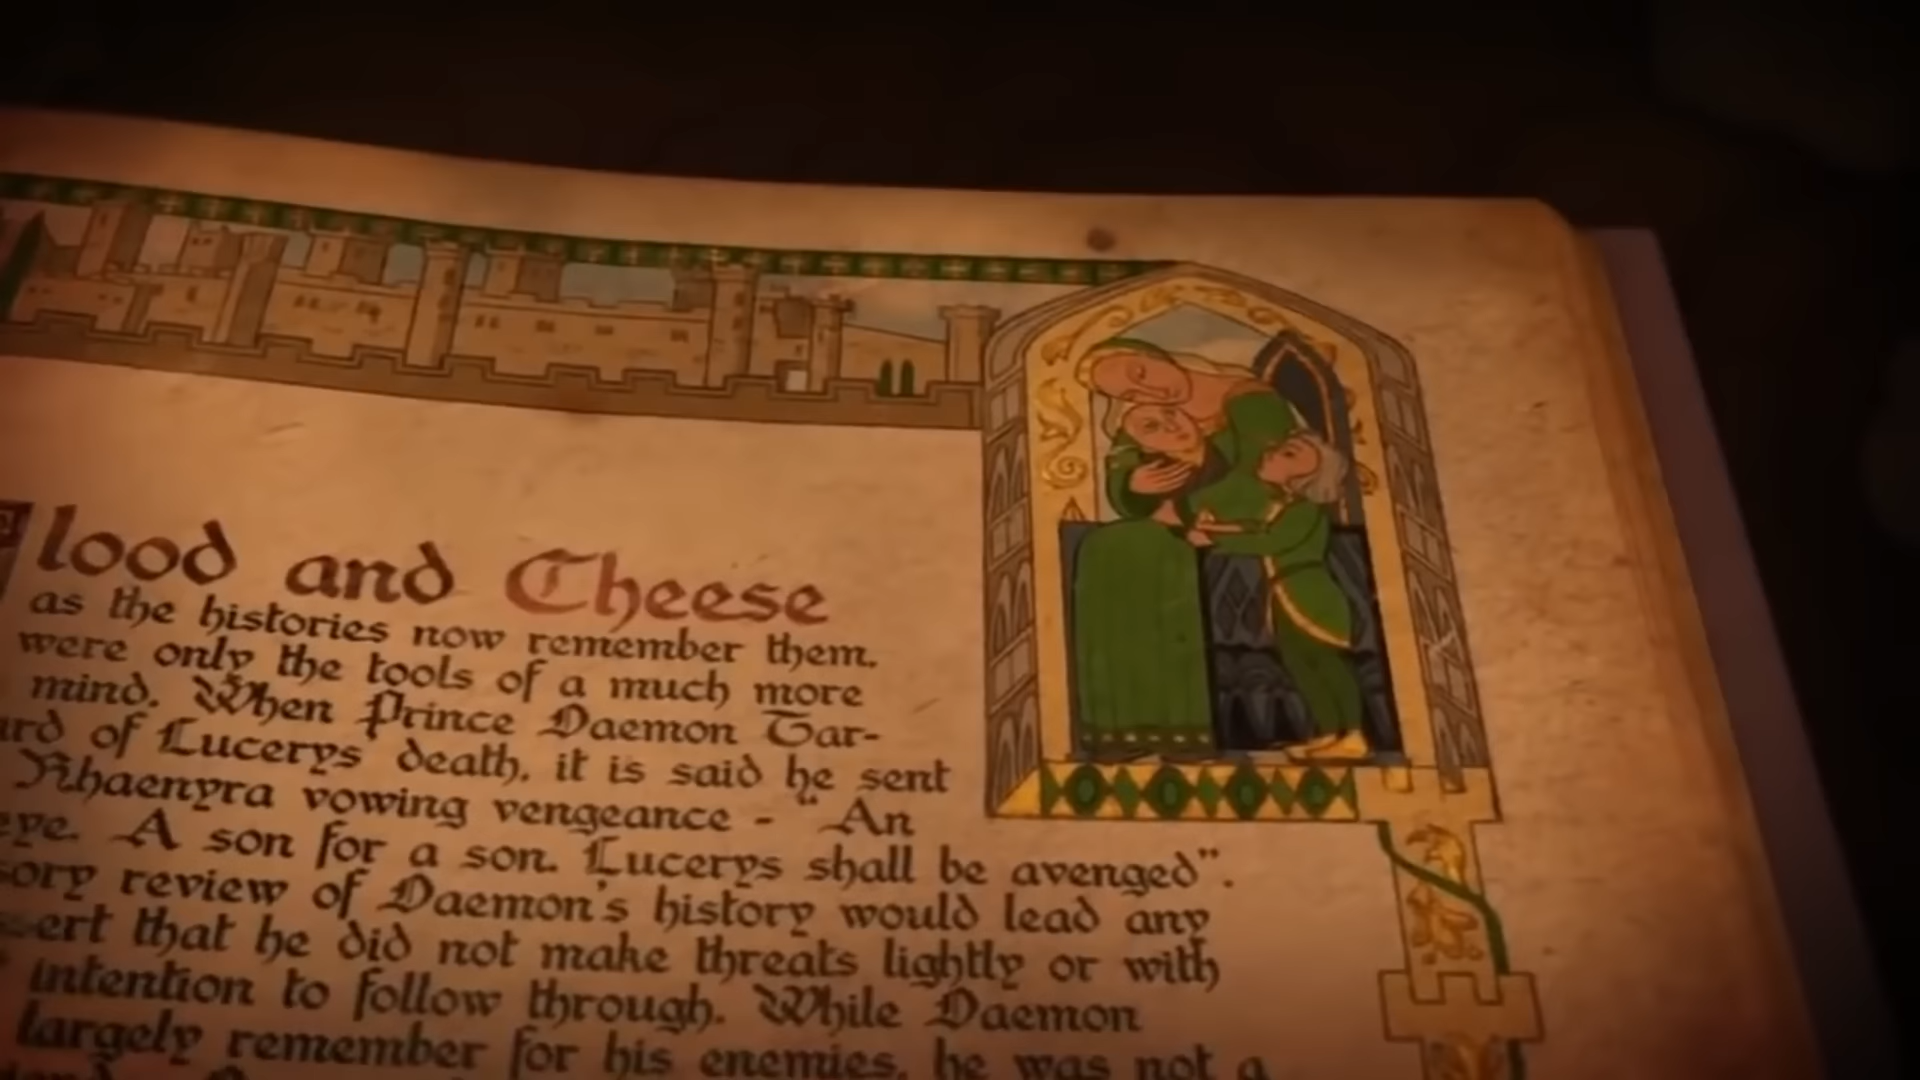 lood and Cheese
as the histories now remember them.
were only the tools of a much more
mind. When Prince Daemon Tar-
of Lucerys' death, it is said he sent
Rhaenyra vowing vengeance - "An
eye. A son for a son. Lucerys shall be avenged".
review of Daemon's history would lead any
that he did not make threats lightly or with
intention to follow through. While Daemon
largely remember for his enemies, he was not a